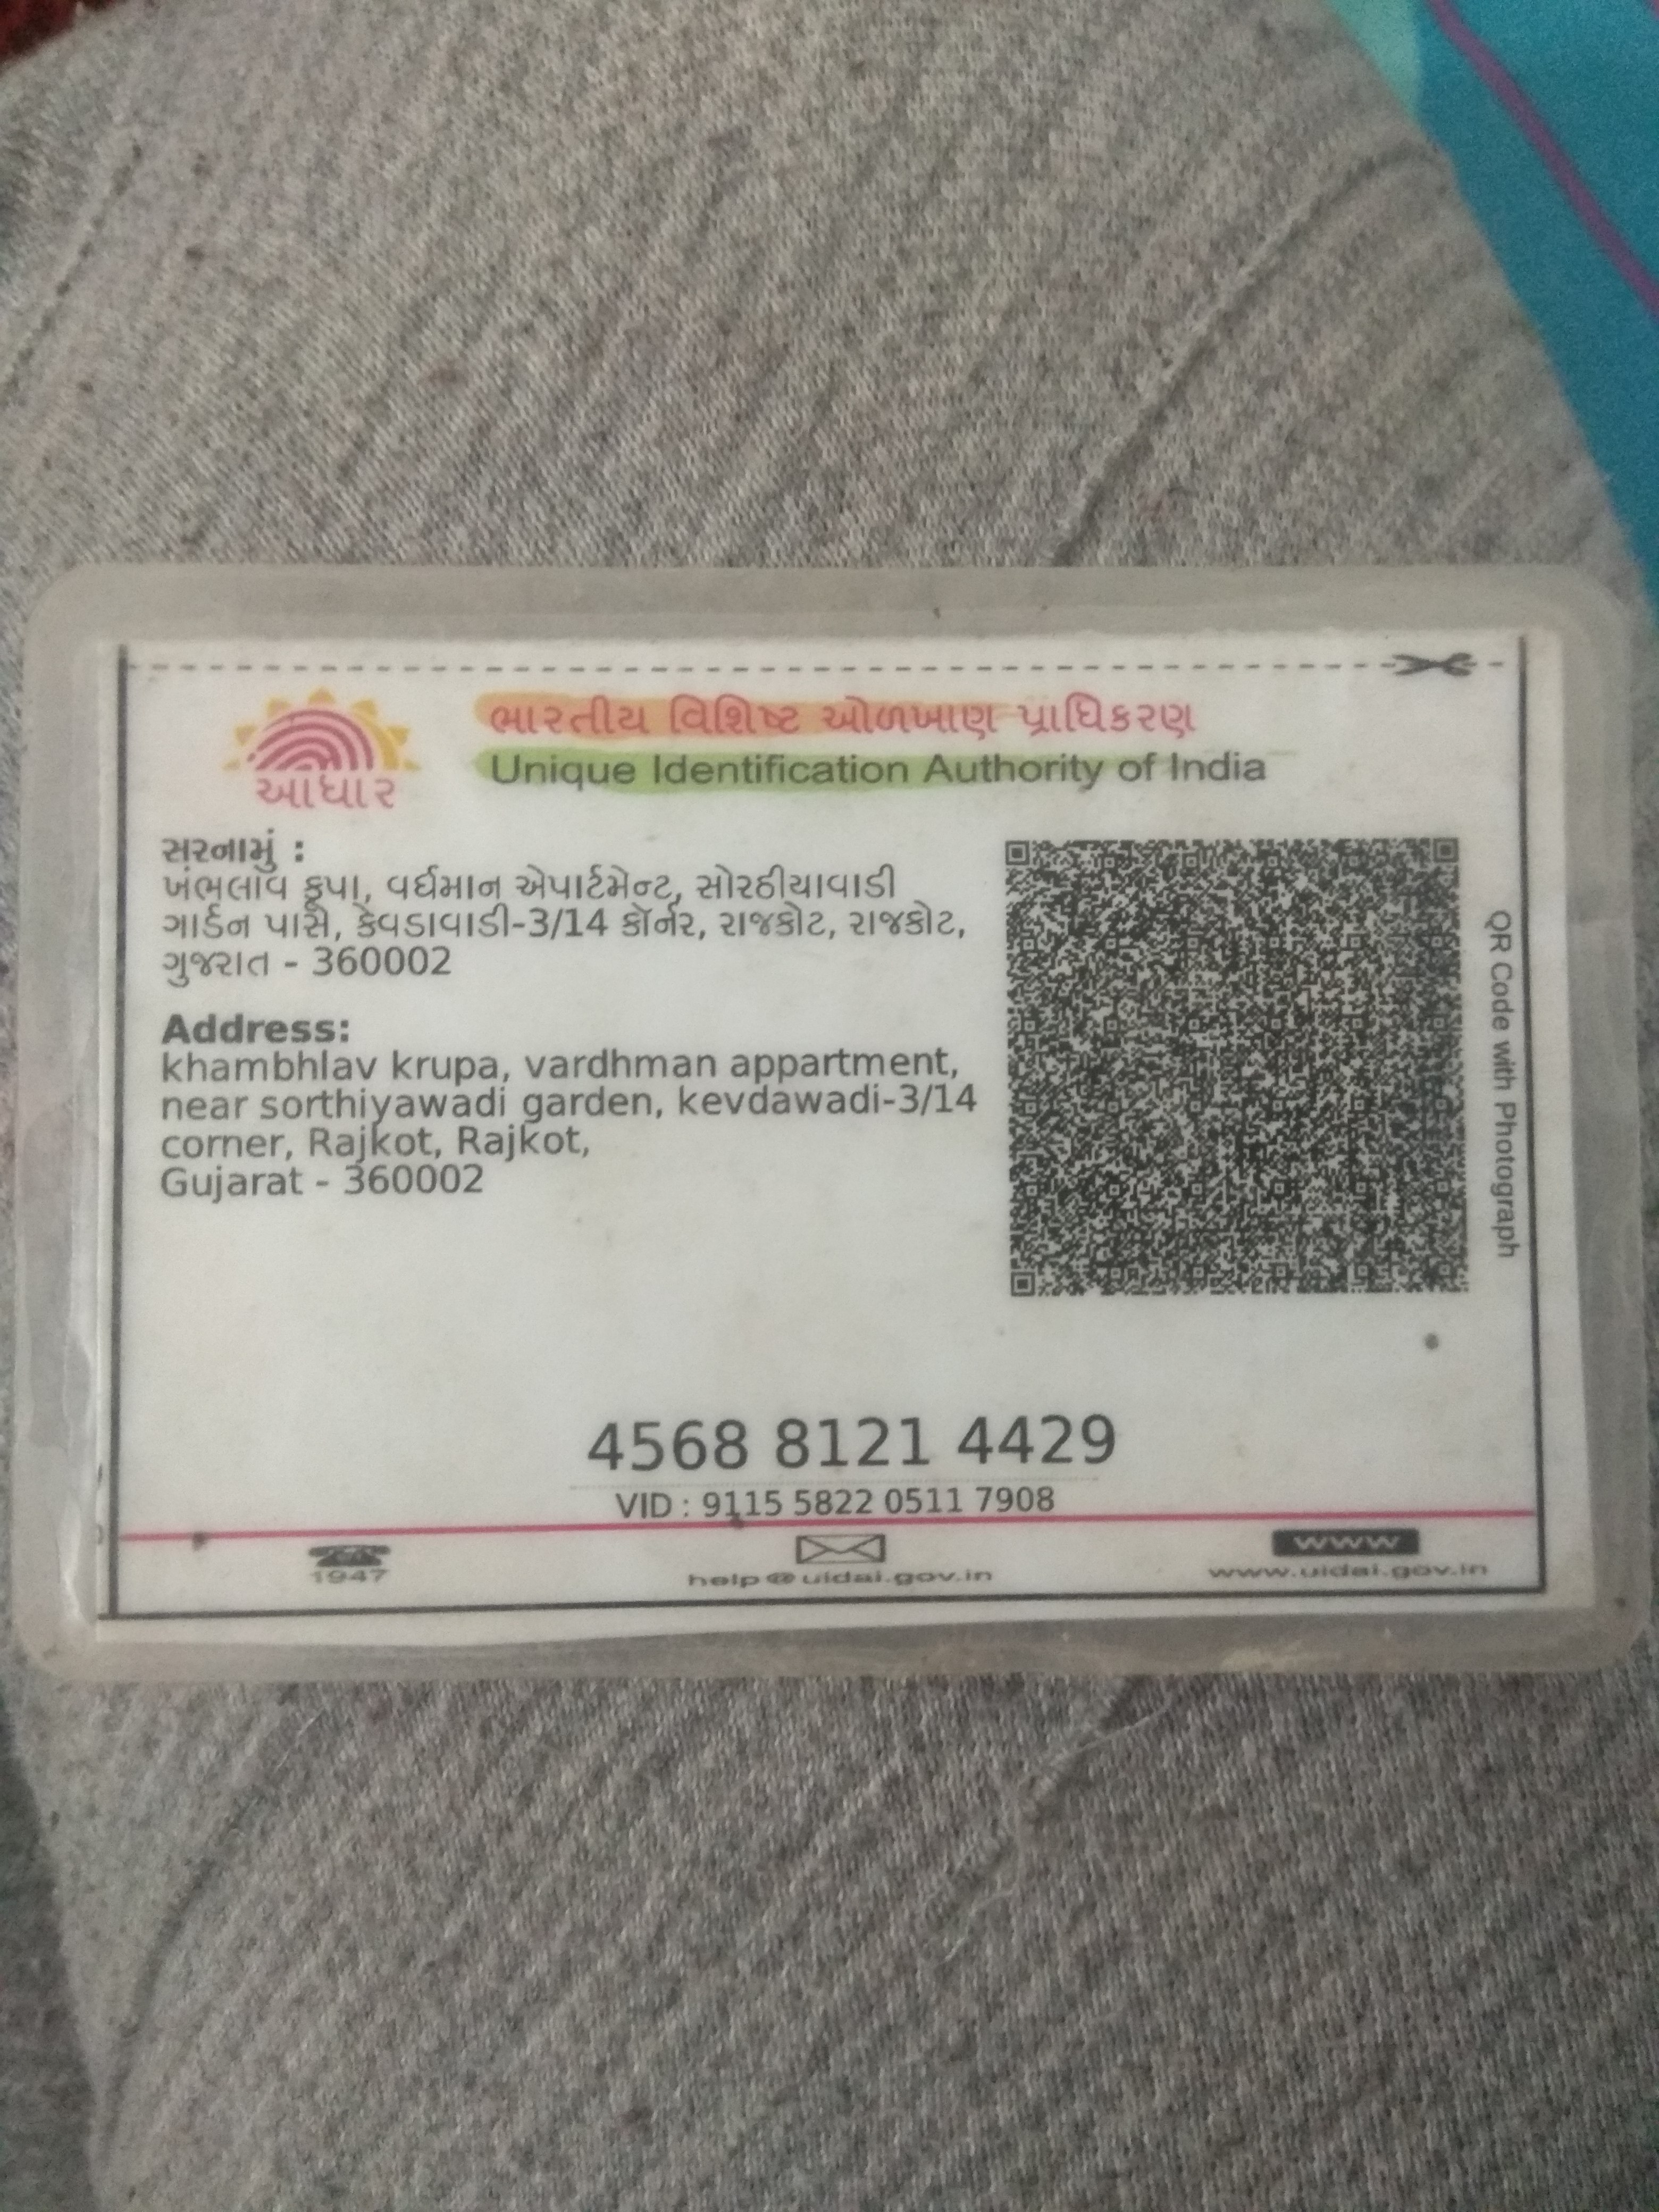 ભારતીય વિશિષ્ટ ઓળખાણ પ્રાધિકરણ
Unique Identification Authority of India
આધાર
સરનામું :
ખંભલાવ કૃપા, વર્ધમાન એપાર્ટમેન્ટ, સોરઠીયાવાડી
ગાર્ડન પાસે, કેવડાવાડી-3/14 કૉર્નર, રાજકોટ, રાજકોટ,
ગુજરાત - 360002
Address:
khambhlav krupa, vardhman appartment,
near sorthiyawadi garden, kevdawadi-3/14
corner, Rajkot, Rajkot,
Gujarat - 360002
QR Code with Photograph
4568 8121 4429
VID : 9115 5822 0511 7908
1947
help@uidai.gov.in
www
www.uidai.gov.in